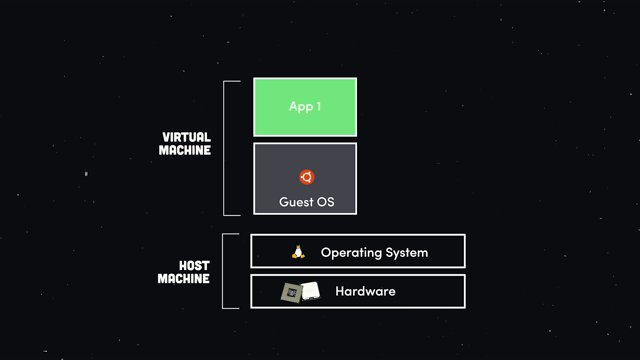 App 1
VIRTUAL
MACHINE
Guest OS
Operating System
HOST
MACHINE
Hardware